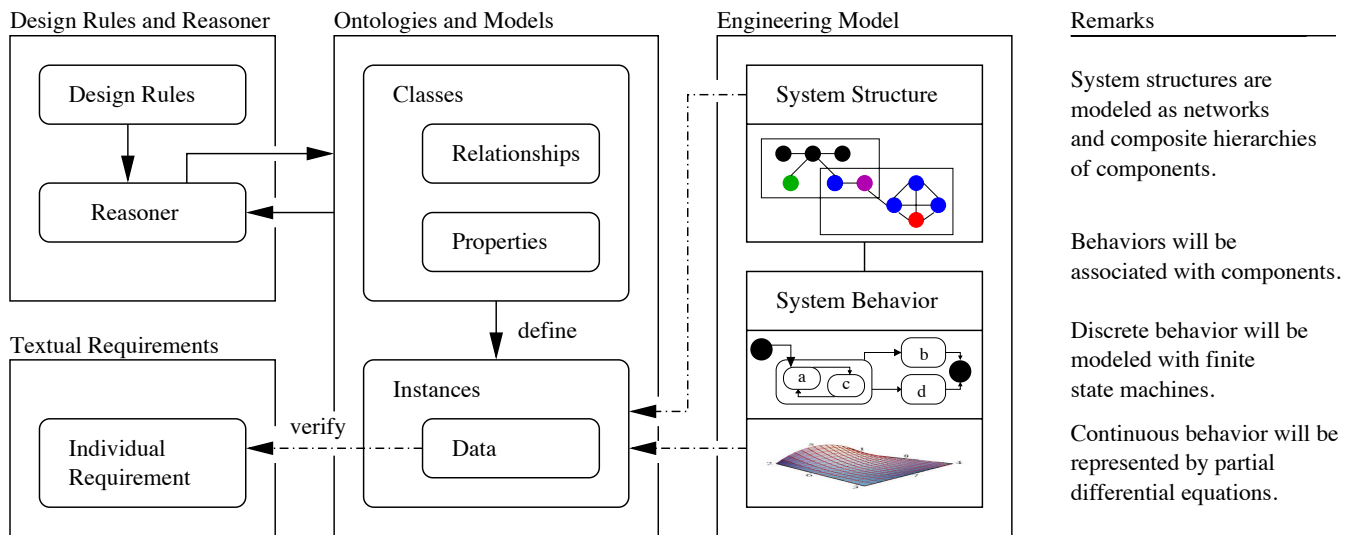 Design Rules and Reasoner
Design Rules
Reasoner
Textual Requirements
Individual
Requirement
verify
Ontologies and Models
Classes
Relationships
Properties
define
Instances
Data
Engineering Model
System Structure
System Behavior
a
c
b
d
Remarks
System structures are
modeled as networks
and composite hierarchies
of components.
Behaviors will be
associated with components.
Discrete behavior will be
modeled with finite
state machines.
Continuous behavior will be
represented by partial
differential equations.